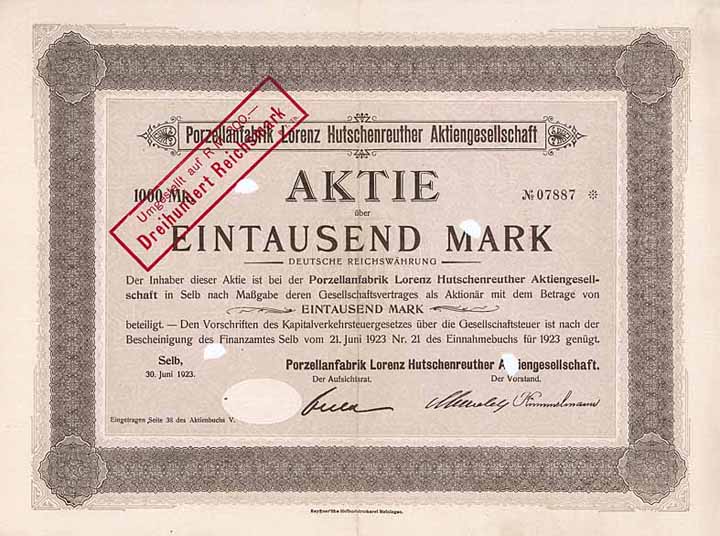 Porzellanfabrik Lorenz Hutschenreuther Aktiengesellschaft
Umgestellt auf RM 300.—
Dreihundert Reichsmark
1000 Mk.
AKTIE
№ 07887 ※
über
EINTAUSEND MARK
DEUTSCHE REICHSWÄHRUNG
Der Inhaber dieser Aktie ist bei der Porzellanfabrik Lorenz Hutschenreuther Aktiengesell-
schaft in Selb nach Maßgabe deren Gesellschaftsvertrages als Aktionär mit dem Betrage von
EINTAUSEND MARK
beteiligt. — Den Vorschriften des Kapitalverkehrsteuergesetzes über die Gesellschaftsteuer ist nach der
Bescheinigung des Finanzamtes Selb vom 21. Juni 1923 Nr. 21 des Einnahmebuchs für 1923 genügt.
Selb,
30. Juni 1923.
Porzellanfabrik Lorenz Hutschenreuther Aktiengesellschaft.
Der Aufsichtsrat.
Der Vorstand.
Eingetragen Seite 38 des Aktienbuchs V.
Hofbuchdruckerei Meiningen.